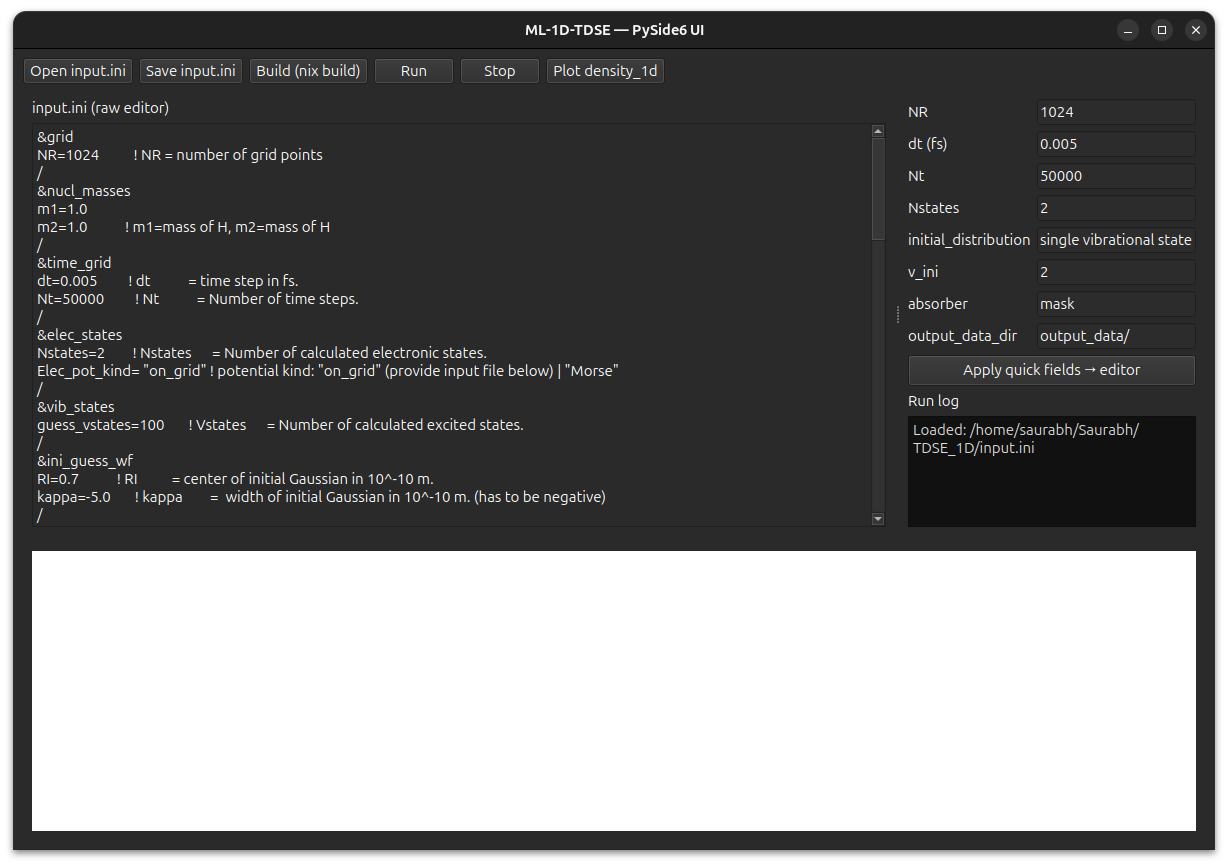 ML-1D-TDSE — PySide6 UI
Open input.ini
Save input.ini
Build (nix build)
Run
Stop
Plot density_1d
input.ini (raw editor)
&grid
NR=1024 ! NR = number of grid points
/
&nucl_masses
m1=1.0
m2=1.0 ! m1=mass of H, m2=mass of H
/
&time_grid
dt=0.005 ! dt = time step in fs.
Nt=50000 ! Nt = Number of time steps.
/
&elec_states
Nstates=2 ! Nstates = Number of calculated electronic states.
Elec_pot_kind= "on_grid" ! potential kind: "on_grid" (provide input file below) | "Morse"
/
&vib_states
guess_vstates=100 ! Vstates = Number of calculated excited states.
/
&ini_guess_wf
RI=0.7 ! RI = center of initial Gaussian in 10^-10 m.
kappa=-5.0 ! kappa = width of initial Gaussian in 10^-10 m. (has to be negative)
/
NR 1024
dt (fs) 0.005
Nt 50000
Nstates 2
initial_distribution single vibrational state
v_ini 2
absorber mask
output_data_dir output_data/
Apply quick fields → editor
Run log
Loaded: /home/saurabh/Saurabh/
TDSE_1D/input.ini